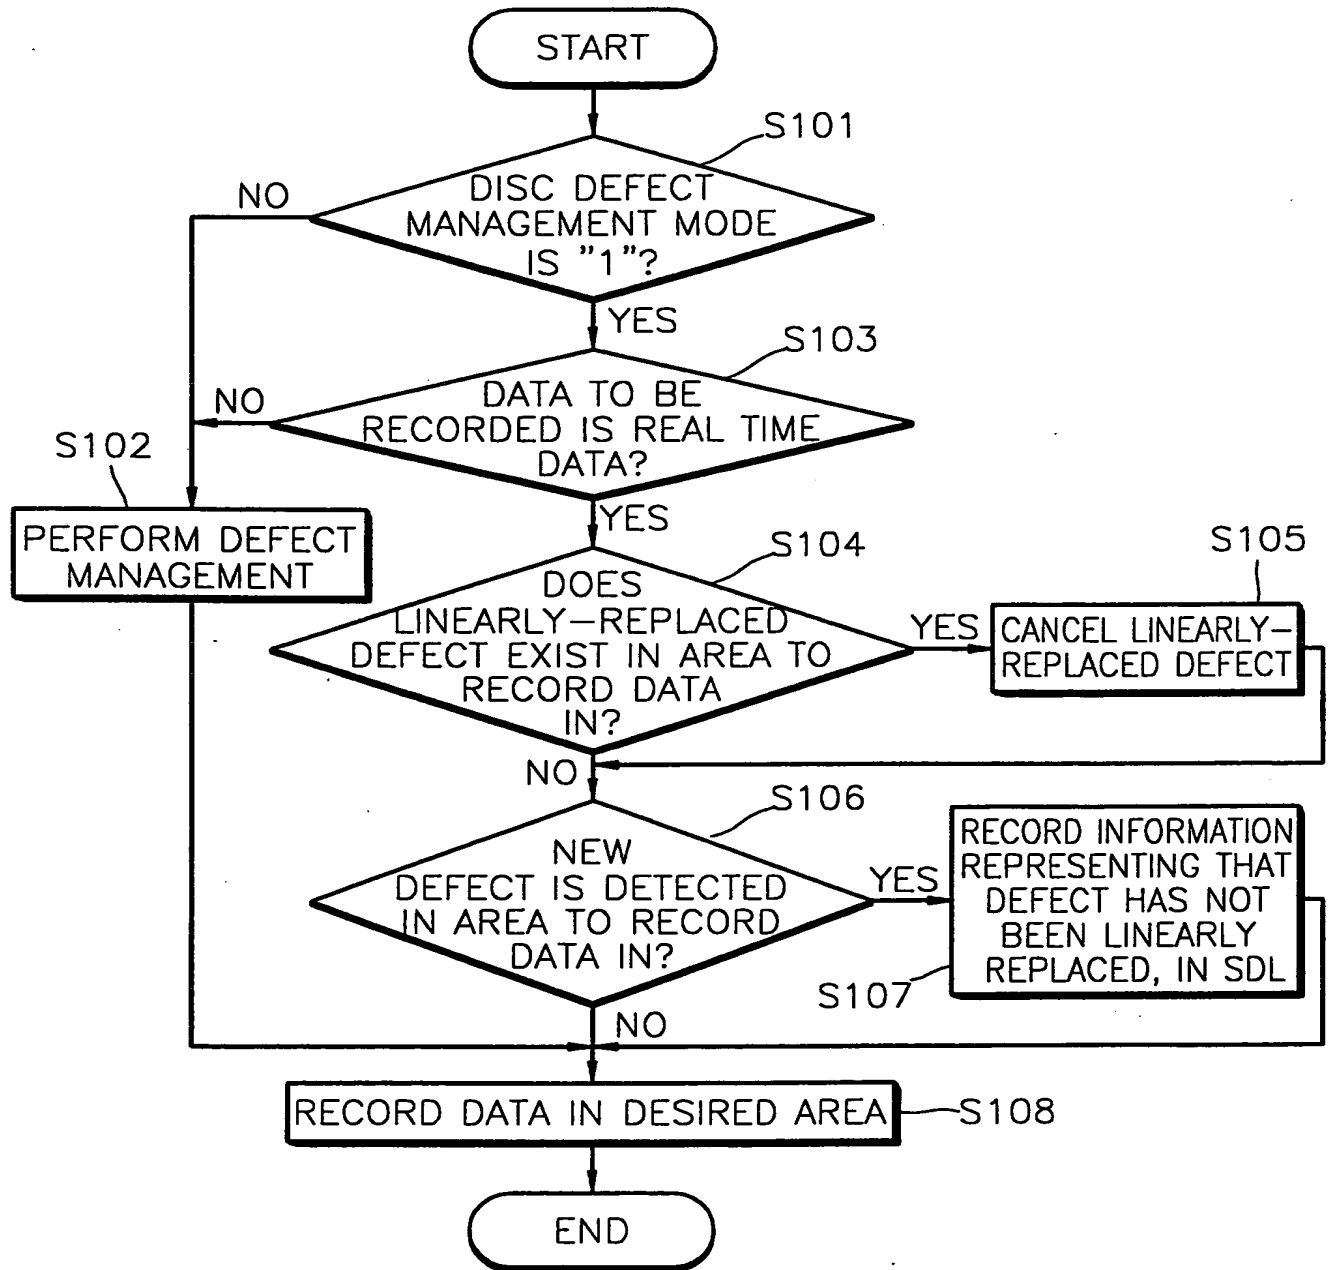 START
S101
DISC DEFECT
MANAGEMENT MODE
IS "1"?
NO
YES
S103
DATA TO BE
RECORDED IS REAL TIME
DATA?
NO
S102
PERFORM DEFECT
MANAGEMENT
YES
S104
DOES
LINEARLY-REPLACED
DEFECT EXIST IN AREA TO
RECORD DATA
IN?
YES
S105
CANCEL LINEARLY-
REPLACED DEFECT
NO
S106
NEW
DEFECT IS DETECTED
IN AREA TO RECORD
DATA IN?
YES
RECORD INFORMATION
REPRESENTING THAT
DEFECT HAS NOT
BEEN LINEARLY
REPLACED, IN SDL
S107
NO
RECORD DATA IN DESIRED AREA
S108
END